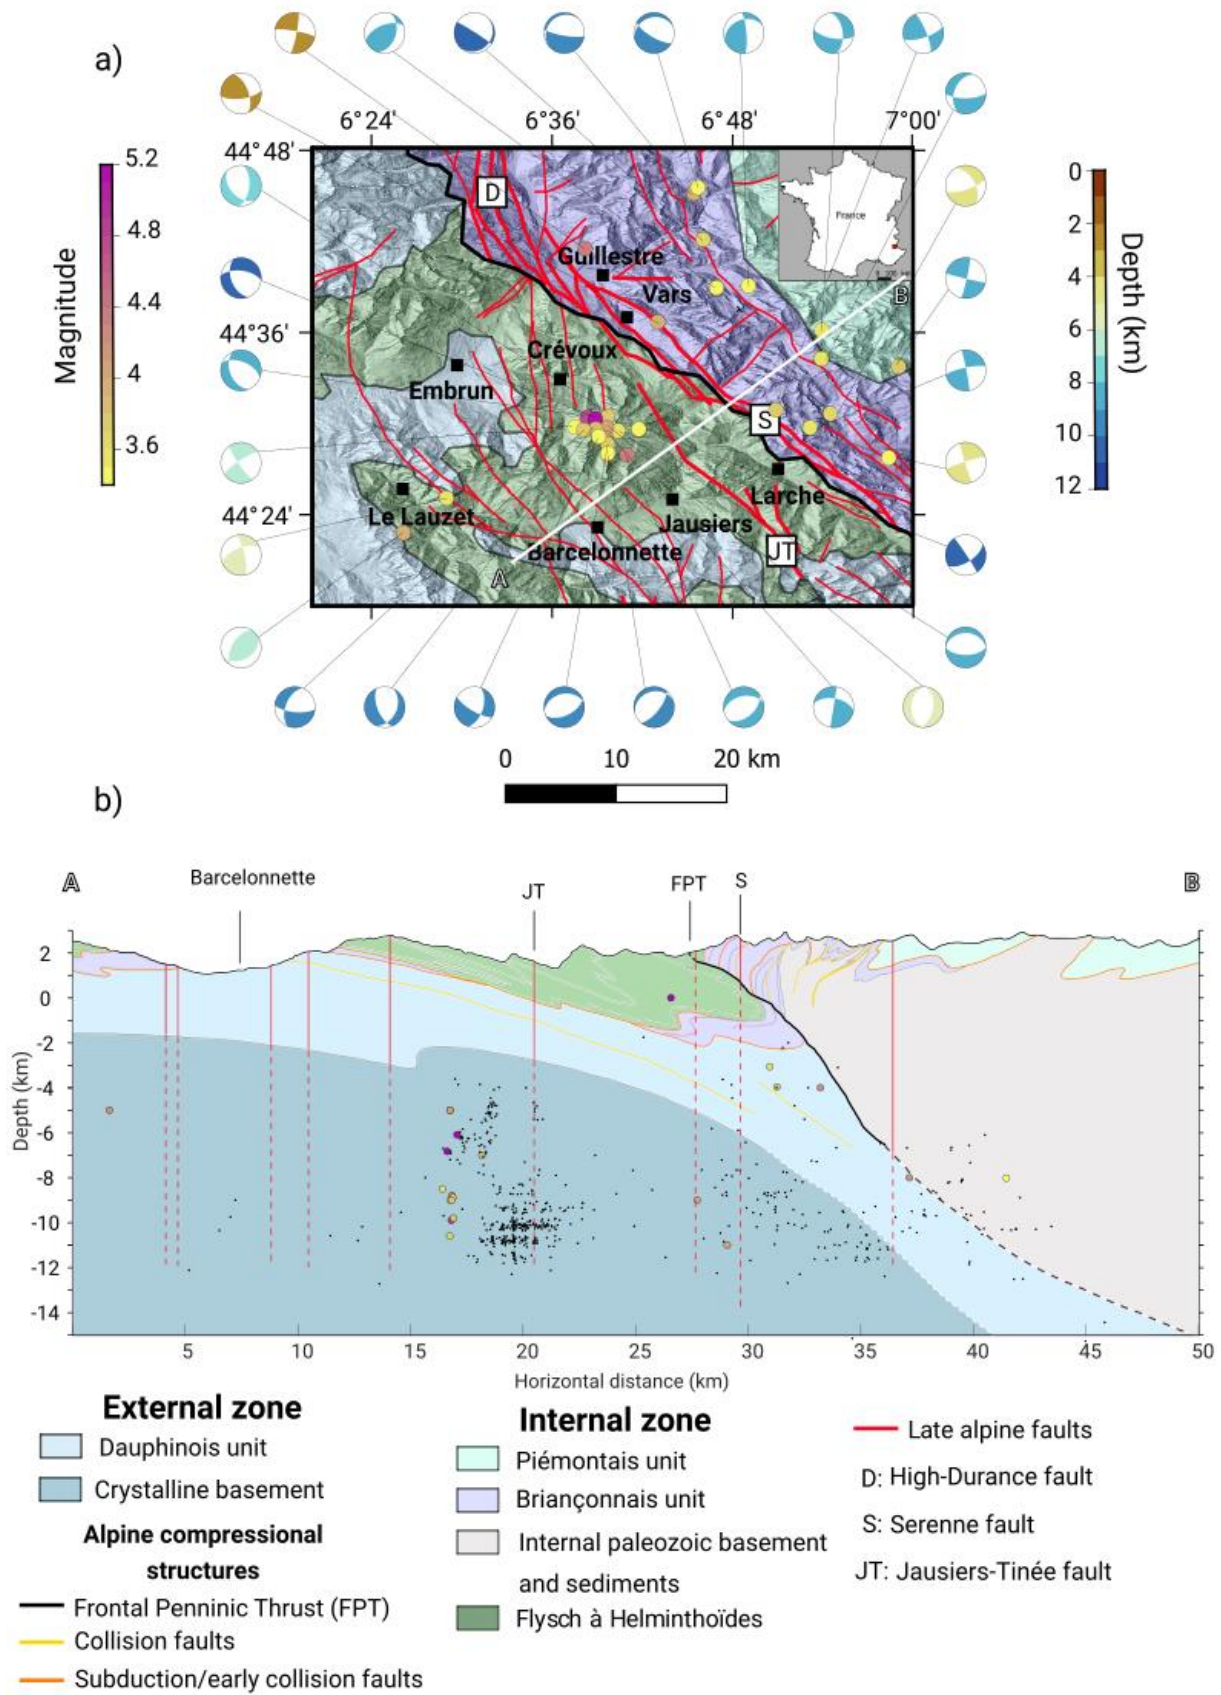 a)
6°24'
6°36'
6°48'
7°00'
44°48'
44°36'
44°24'
Magnitude
5.2
4.8
4.4
4
3.6
Depth (km)
0
2
4
6
8
10
12
D
France
Guillestre
Vars
B
Crévoux
Embrun
S
Larche
Le Lauzet
Jausiers
Barcelonnette
JT
A
0 10 20 km
b)
A
Barcelonnette
JT
FPT
S
B
Depth (km)
2
0
-2
-4
-6
-8
-10
-12
-14
5 10 15 20 25 30 35 40 45 50
Horizontal distance (km)
External zone
Dauphinois unit
Crystalline basement
Alpine compressional
structures
Frontal Penninic Thrust (FPT)
Collision faults
Subduction/early collision faults
Internal zone
Piémontais unit
Briançonnais unit
Internal paleozoic basement
and sediments
Flysch à Helminthoïdes
Late alpine faults
D: High-Durance fault
S: Serenne fault
JT: Jausiers-Tinée fault